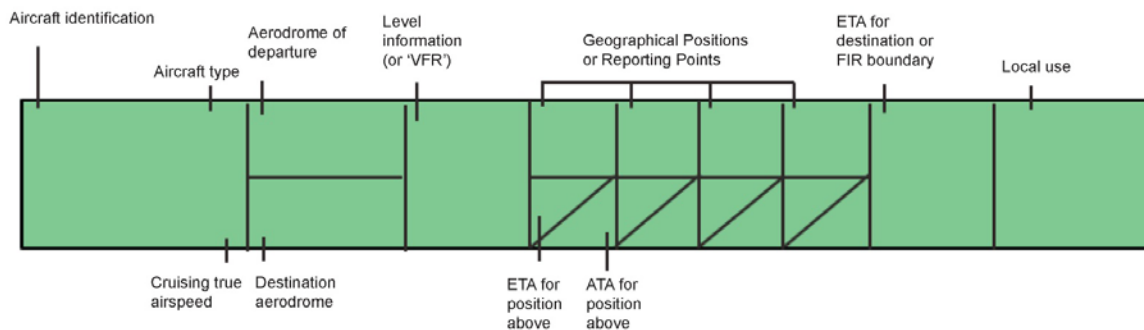 Aircraft identification
Aircraft type
Aerodrome of
departure
Level
information
(or ‘VFR’)
Geographical Positions
or Reporting Points
ETA for
destination or
FIR boundary
Local use
Cruising true
airspeed
Destination
aerodrome
ETA for
position
above
ATA for
position
above